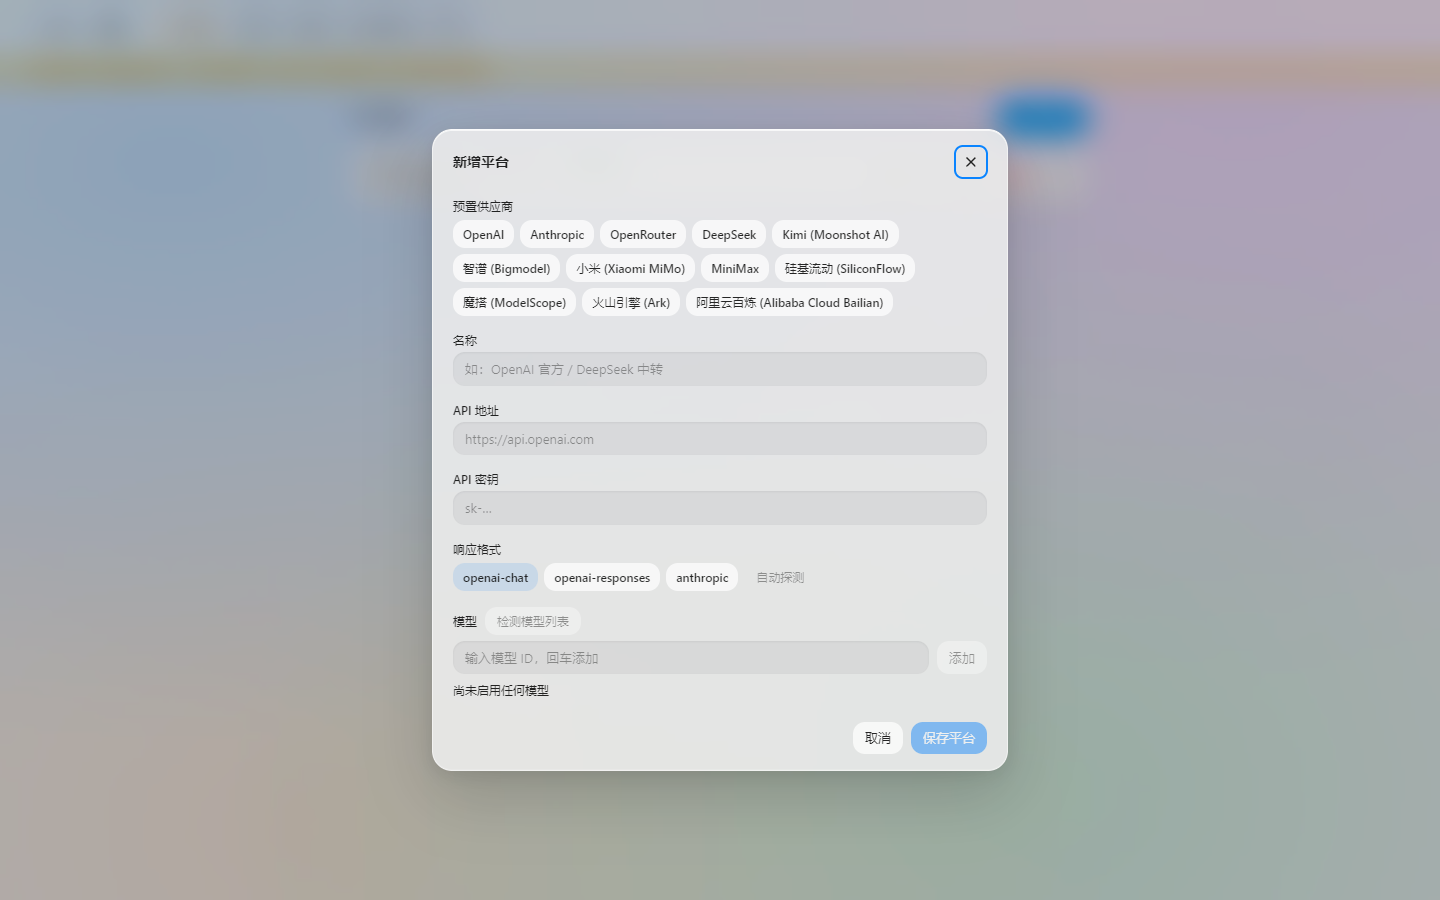 新增平台
预置供应商
OpenAI Anthropic OpenRouter DeepSeek Kimi (Moonshot AI)
智谱 (Bigmodel) 小米 (Xiaomi MiMo) MiniMax 硅基流动 (SiliconFlow)
魔搭 (ModelScope) 火山引擎 (Ark) 阿里云百炼 (Alibaba Cloud Bailian)
名称
如：OpenAI 官方 / DeepSeek 中转
API 地址
https://api.openai.com
API 密钥
sk-...
响应格式
openai-chat openai-responses anthropic 自动探测
模型 检测模型列表
输入模型 ID，回车添加 添加
尚未启用任何模型
取消 保存平台